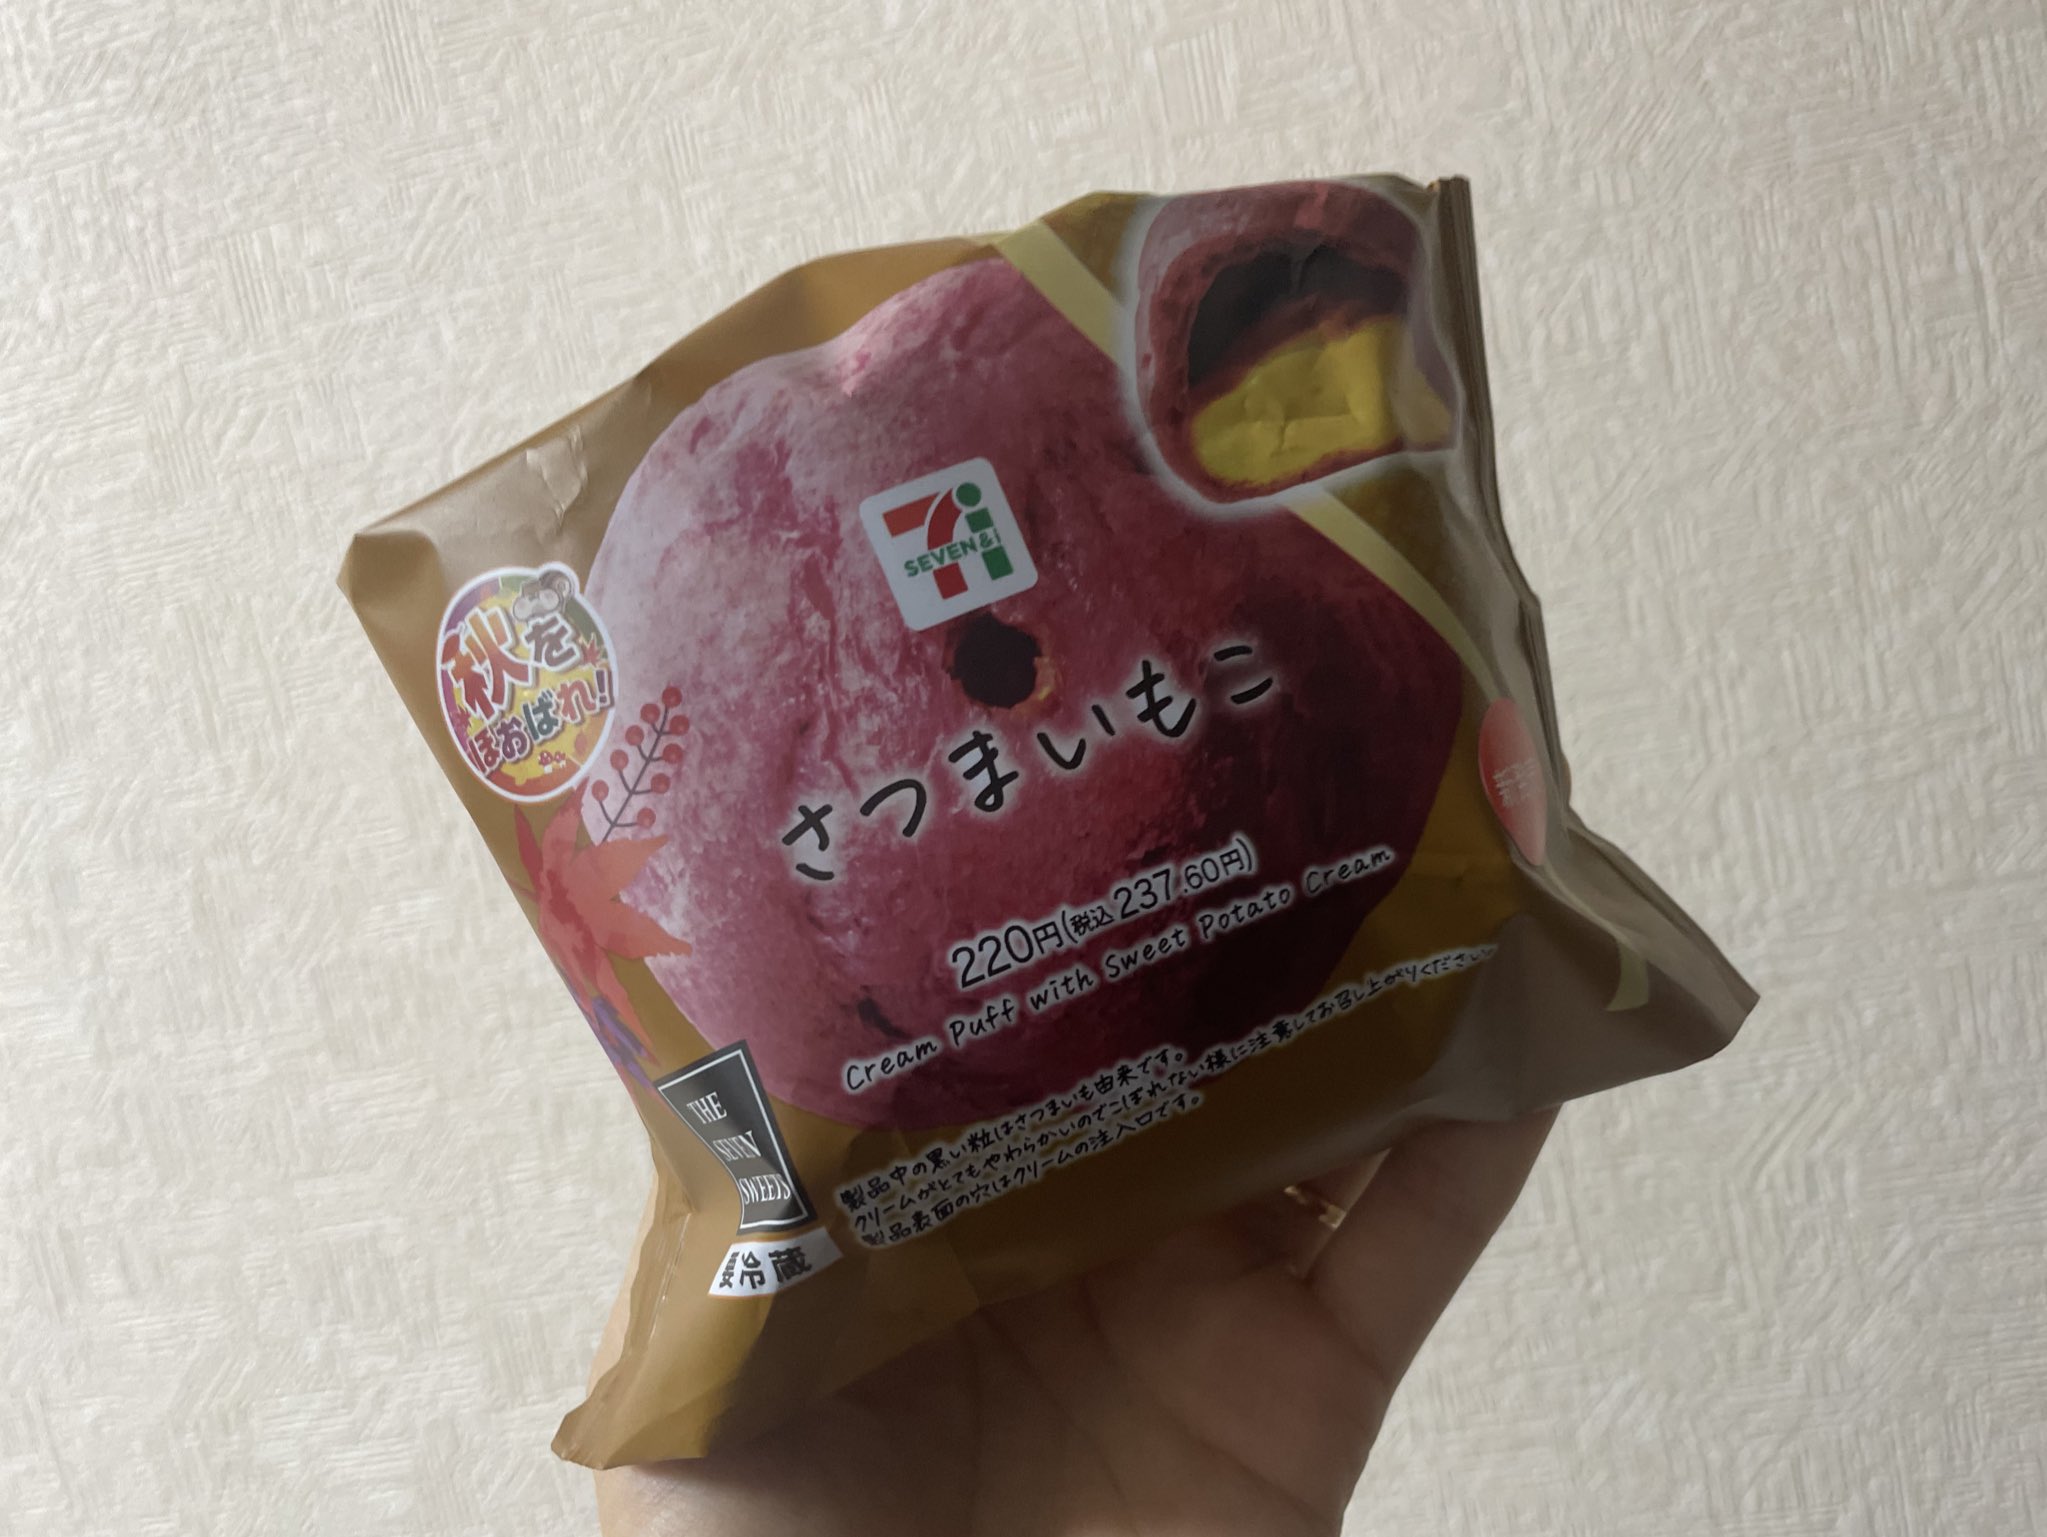 秋を
ほおばれ!
SEVEN&i
さつまいもこ
220円(税込237.60円)
Cream Puff with Sweet Potato Cream
製品中の黒い粒はさつまいも由来です。
クリームがとてもやわらかいのでこぼれない様に注意してお召し上がりください。
製品表面の穴はクリームの注入口です。
THE
SEVEN
SWEETS
蔵